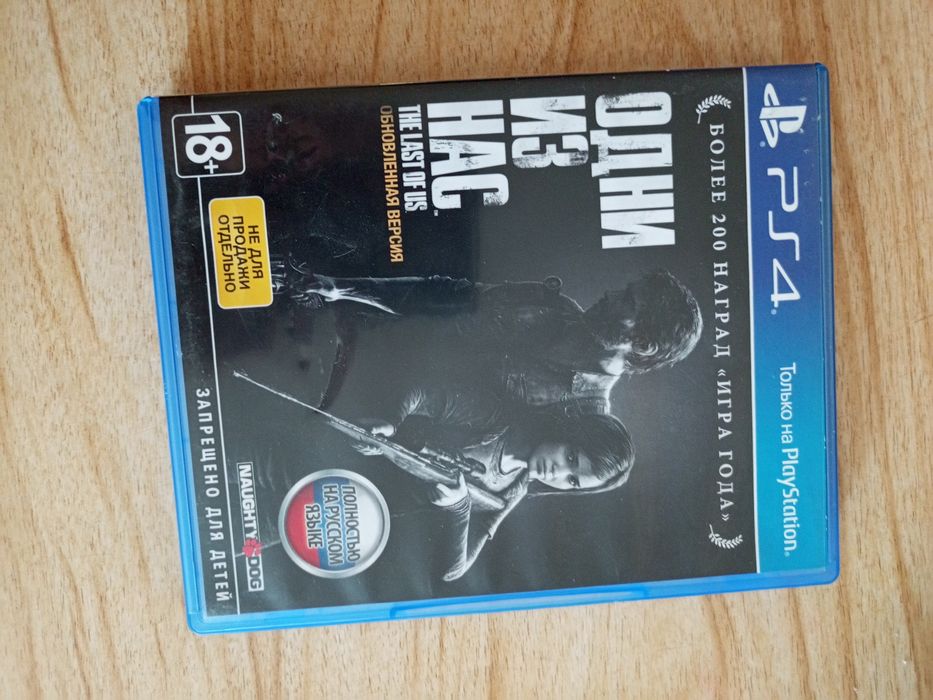 PS4
Только на PlayStation
БОЛЕЕ 200 НАГРАД «ИГРА ГОДА»
ОДНИ
ИЗ
НАС
THE LAST OF US
ОБНОВЛЕННАЯ ВЕРСИЯ
ПОЛНОСТЬЮ
НА РУССКОМ
ЯЗЫКЕ
18+
НЕ ДЛЯ
ПРОДАЖИ
ОТДЕЛЬНО
NAUGHTY DOG
ЗАПРЕЩЕНО ДЛЯ ДЕТЕЙ